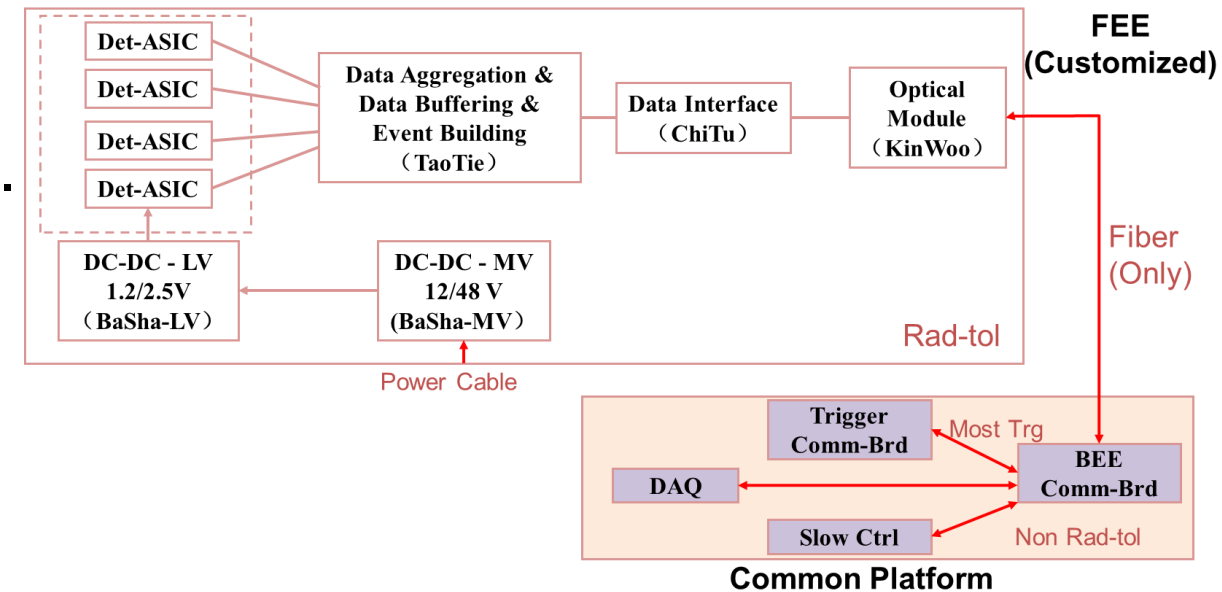 FEE
(Customized)
Det-ASIC
Det-ASIC
Det-ASIC
Det-ASIC
Data Aggregation &
Data Buffering &
Event Building
（TaoTie）
Data Interface
（ChiTu）
Optical
Module
（KinWoo）
DC-DC - LV
1.2/2.5V
（BaSha-LV）
DC-DC - MV
12/48 V
(BaSha-MV）
Rad-tol
Power Cable
Fiber
(Only)
Trigger
Comm-Brd
Most Trg
BEE
Comm-Brd
DAQ
Slow Ctrl
Non Rad-tol
Common Platform